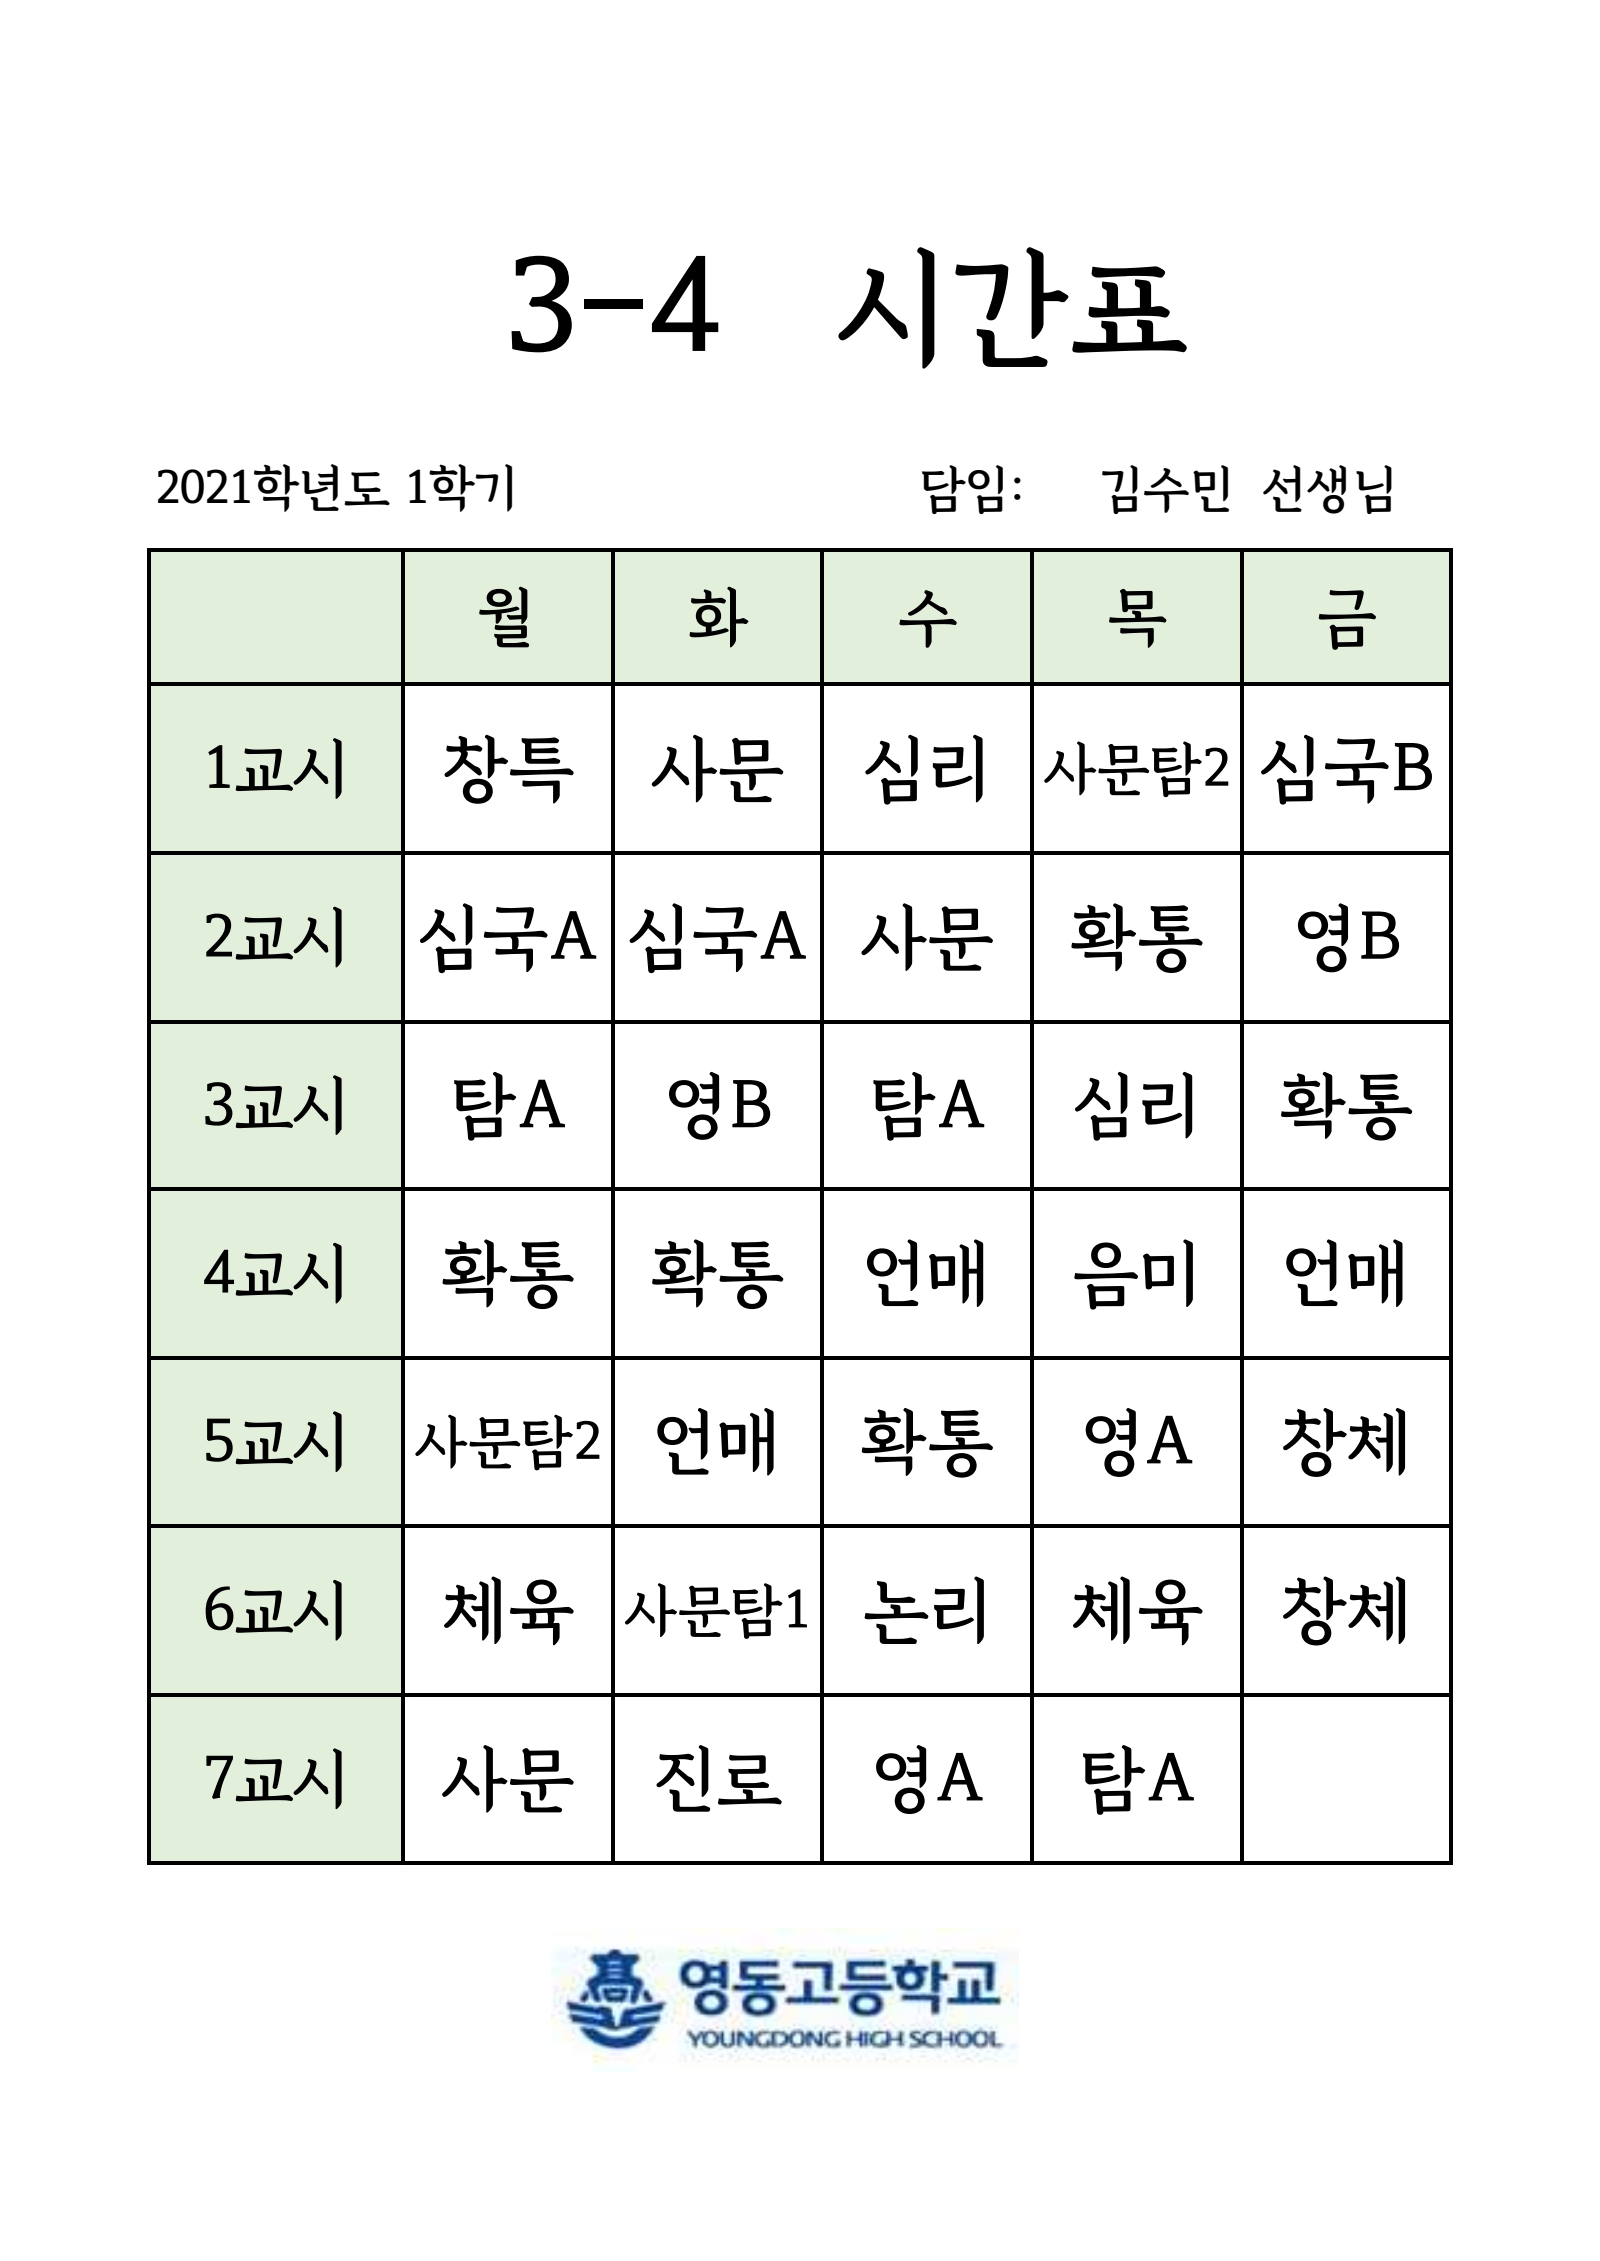 3-4 시간표
2021학년도 1학기 담임: 김수민 선생님
월 화 수 목 금
1교시 창특 사문 심리 사문탐2 심국B
2교시 심국A 심국A 사문 확통 영B
3교시 탐A 영B 탐A 심리 확통
4교시 확통 확통 언매 음미 언매
5교시 사문탐2 언매 확통 영A 창체
6교시 체육 사문탐1 논리 체육 창체
7교시 사문 진로 영A 탐A
高 영동고등학교
YOUNGDONG HIGH SCHOOL